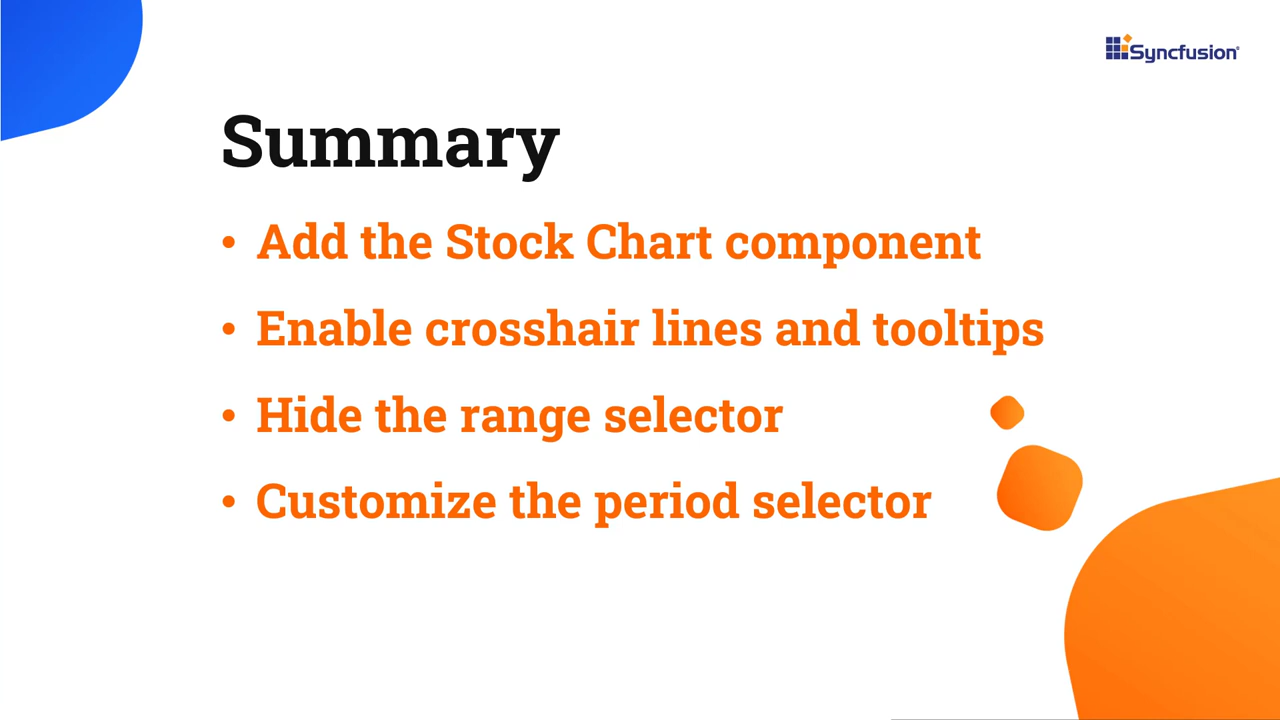 Syncfusion
Summary
• Add the Stock Chart component
• Enable crosshair lines and tooltips
• Hide the range selector
• Customize the period selector